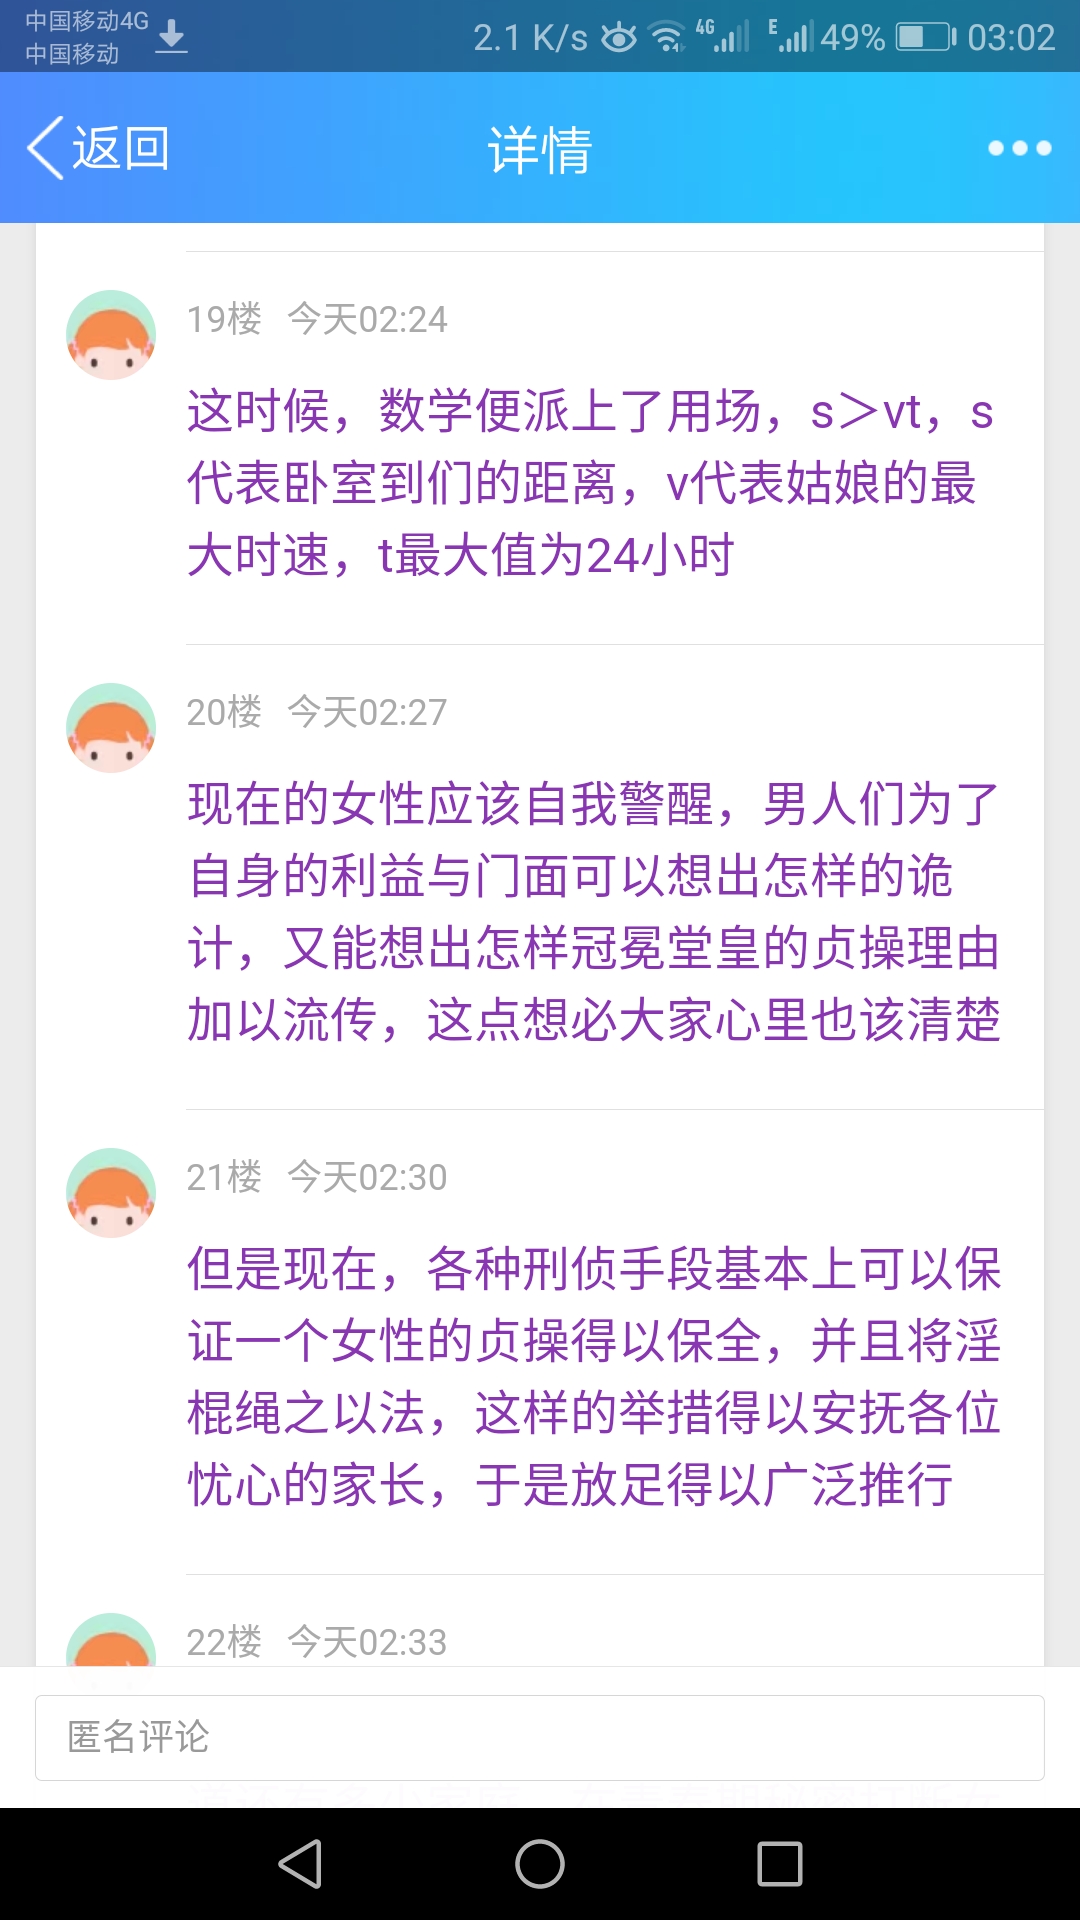 中国移动4G
中国移动
2.1 K/s 4G E 49% 03:02
返回 详情
19楼 今天02:24
这时候，数学便派上了用场，s＞vt，s
代表卧室到们的距离，v代表姑娘的最
大时速，t最大值为24小时
20楼 今天02:27
现在的女性应该自我警醒，男人们为了
自身的利益与门面可以想出怎样的诡
计，又能想出怎样冠冕堂皇的贞操理由
加以流传，这点想必大家心里也该清楚
21楼 今天02:30
但是现在，各种刑侦手段基本上可以保
证一个女性的贞操得以保全，并且将淫
棍绳之以法，这样的举措得以安抚各位
忧心的家长，于是放足得以广泛推行
22楼 今天02:33
匿名评论